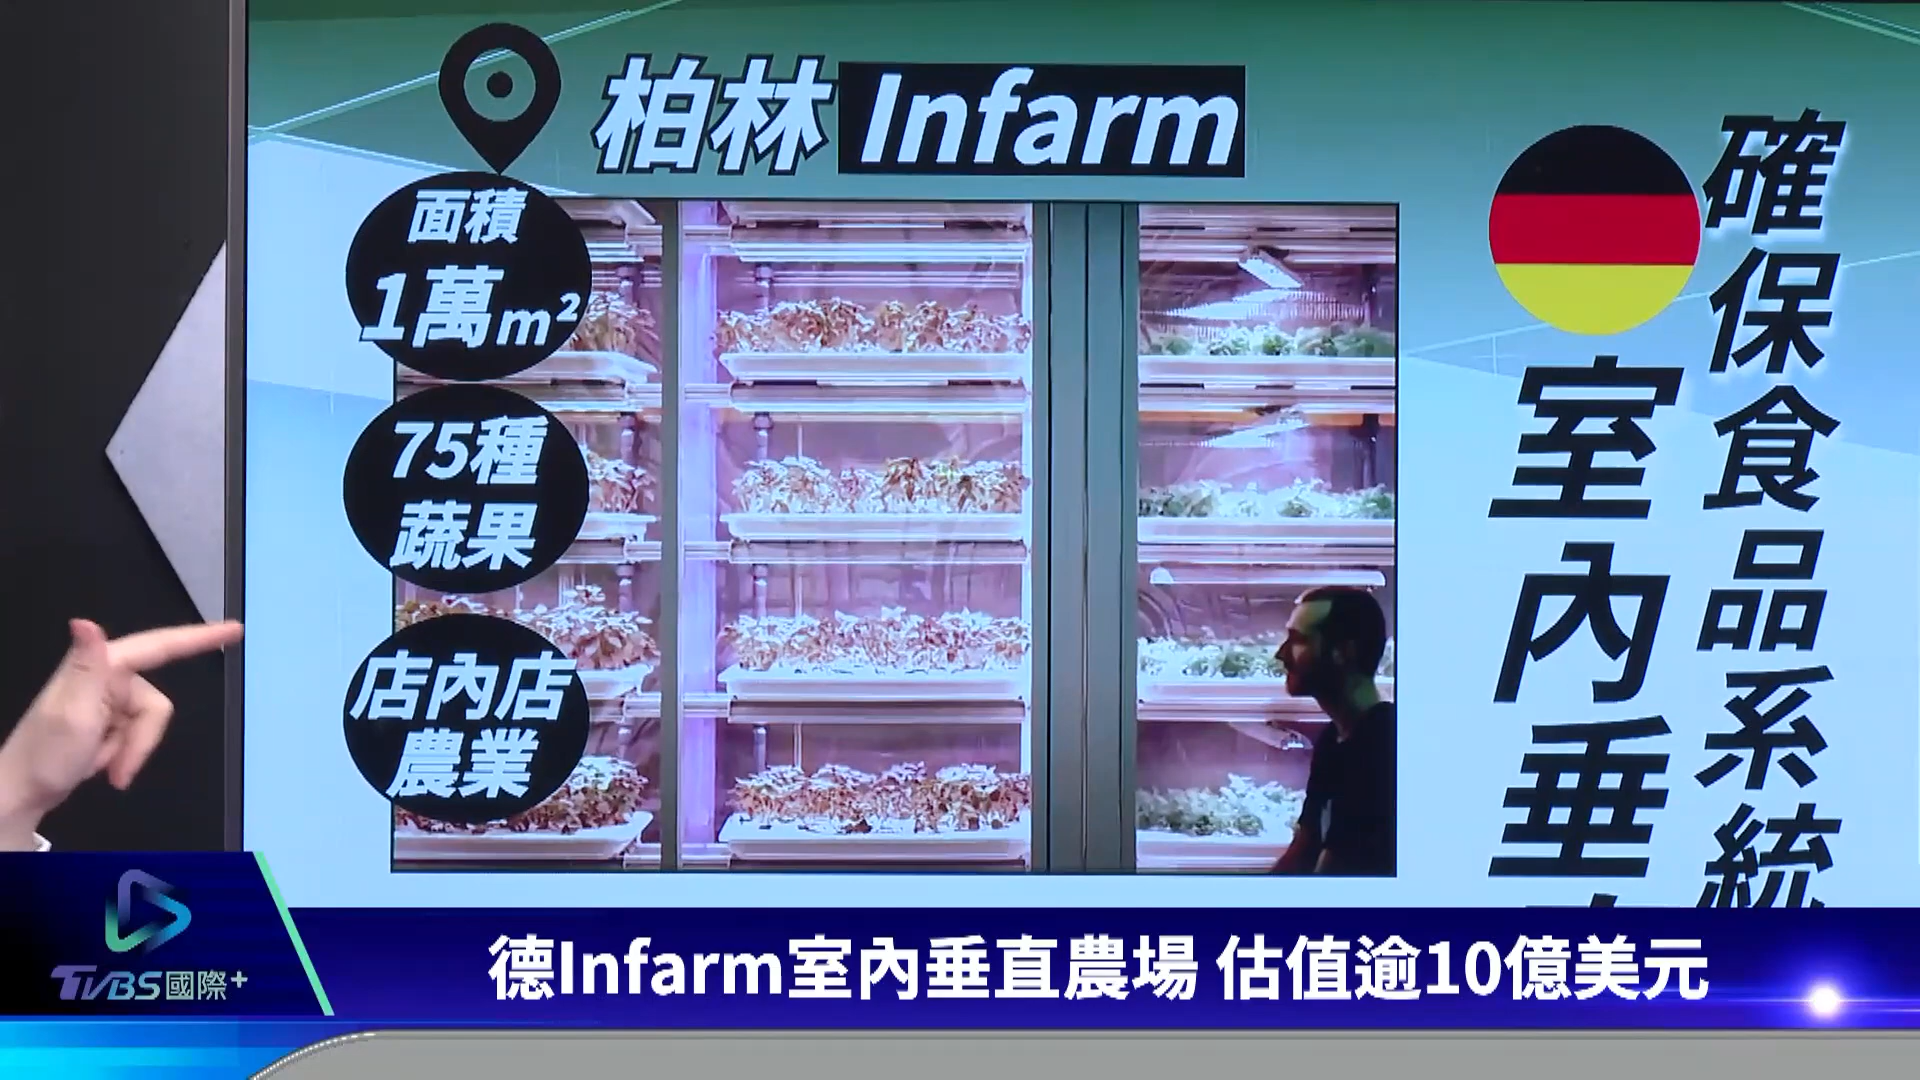 柏林 Infarm
面積
1萬m²
75種
蔬果
店內店
農業
確保食品系統
室內垂
德Infarm室內垂直農場 估值逾10億美元
TVBS國際+